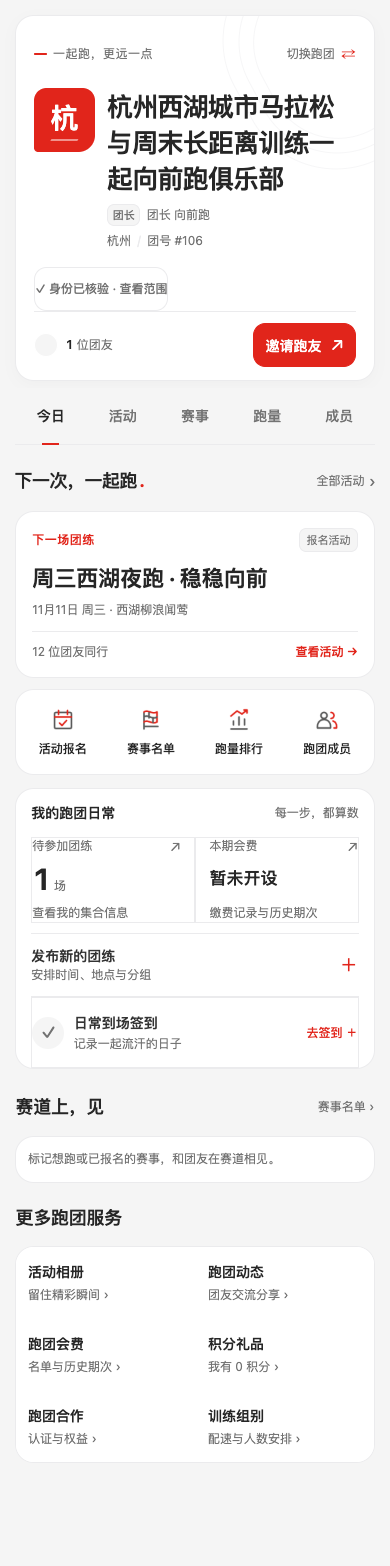 一起跑，更远一点
切换跑团
杭
杭州西湖城市马拉松
与周末长距离训练一
起向前跑俱乐部
团长 团长 向前跑
杭州 / 团号 #106
✓ 身份已核验 · 查看范围
1 位团友
邀请跑友 ↗
今日 活动 赛事 跑量 成员
下一次，一起跑.
全部活动 ›
下一场团练
报名活动
周三西湖夜跑 · 稳稳向前
11月11日 周三 · 西湖柳浪闻莺
12 位团友同行
查看活动 →
活动报名 赛事名单 跑量排行 跑团成员
我的跑团日常
每一步，都算数
待参加团练 ↗
1 场
查看我的集合信息
本期会费 ↗
暂未开设
缴费记录与历史期次
发布新的团练
安排时间、地点与分组
+
日常到场签到
记录一起流汗的日子
去签到 +
赛道上，见
赛事名单 ›
标记想跑或已报名的赛事，和团友在赛道相见。
更多跑团服务
活动相册
留住精彩瞬间 ›
跑团动态
团友交流分享 ›
跑团会费
名单与历史期次 ›
积分礼品
我有 0 积分 ›
跑团合作
认证与权益 ›
训练组别
配速与人数安排 ›